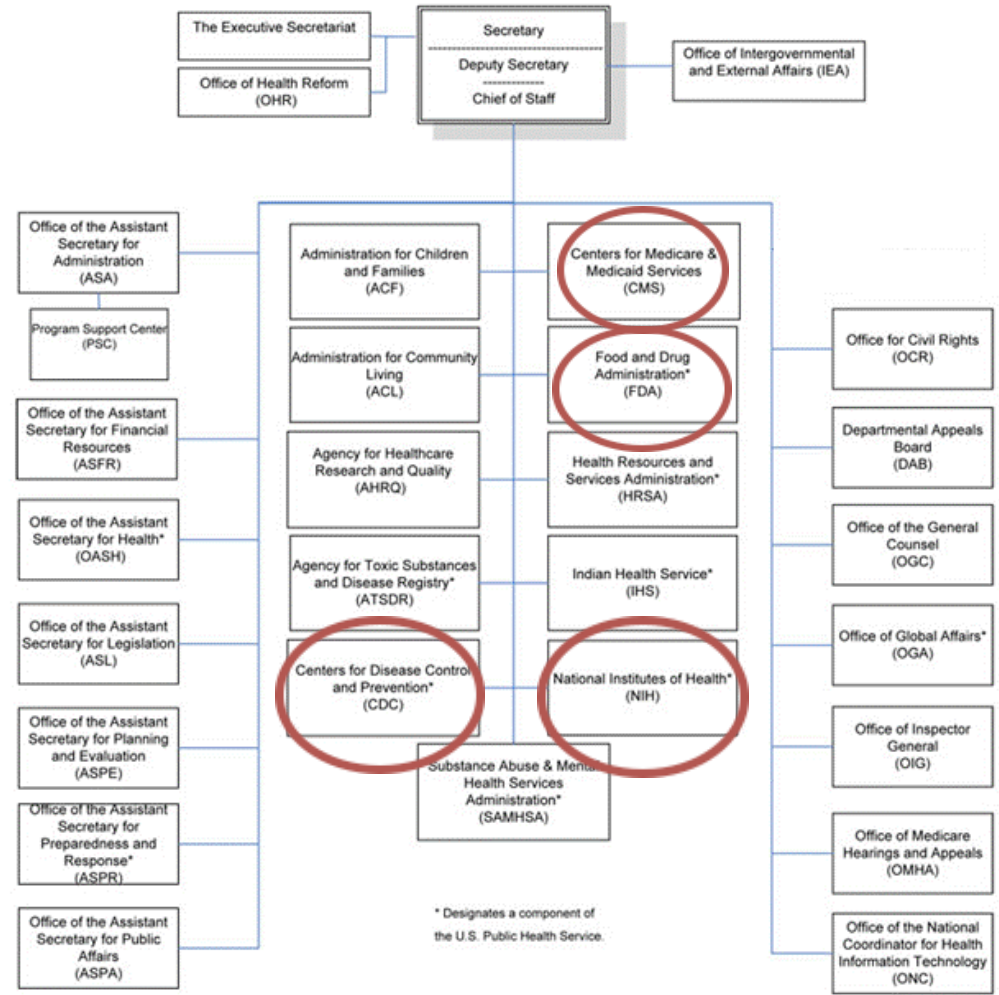 The Executive Secretariat
Office of Health Reform
(OHR)
Secretary
Deputy Secretary
Chief of Staff
Office of Intergovernmental
and External Affairs (IEA)
Office of the Assistant
Secretary for
Administration
(ASA)
Program Support Center
(PSC)
Office of the Assistant
Secretary for Financial
Resources
(ASFR)
Office of the Assistant
Secretary for Health*
(OASH)
Office of the Assistant
Secretary for Legislation
(ASL)
Office of the Assistant
Secretary for Planning
and Evaluation
(ASPE)
Office of the Assistant
Secretary for
Preparedness and
Response*
(ASPR)
Office of the Assistant
Secretary for Public
Affairs
(ASPA)
Administration for Children
and Families
(ACF)
Administration for Community
Living
(ACL)
Agency for Healthcare
Research and Quality
(AHRQ)
Agency for Toxic Substances
and Disease Registry*
(ATSDR)
Centers for Disease Control
and Prevention*
(CDC)
Centers for Medicare &
Medicaid Services
(CMS)
Food and Drug
Administration*
(FDA)
Health Resources and
Services Administration*
(HRSA)
Indian Health Service*
(IHS)
National Institutes of Health*
(NIH)
Substance Abuse & Mental
Health Services
Administration*
(SAMHSA)
Office for Civil Rights
(OCR)
Departmental Appeals
Board
(DAB)
Office of the General
Counsel
(OGC)
Office of Global Affairs*
(OGA)
Office of Inspector
General
(OIG)
Office of Medicare
Hearings and Appeals
(OMHA)
Office of the National
Coordinator for Health
Information Technology
(ONC)
* Designates a component of
the U.S. Public Health Service.